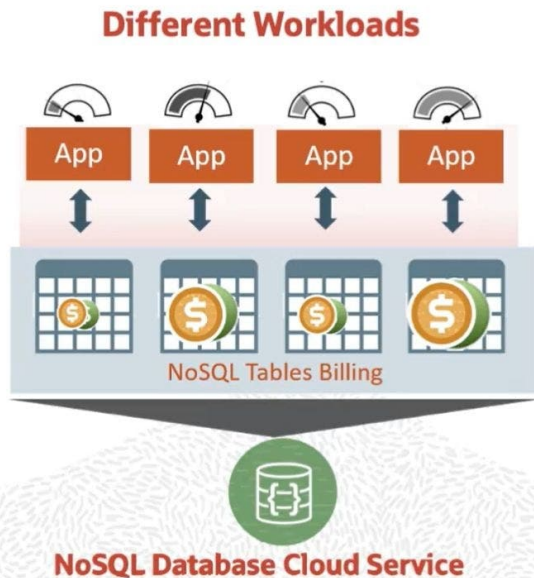 Different Workloads
App App App App
$ $ $ $
NoSQL Tables Billing
{-}
NoSQL Database Cloud Service